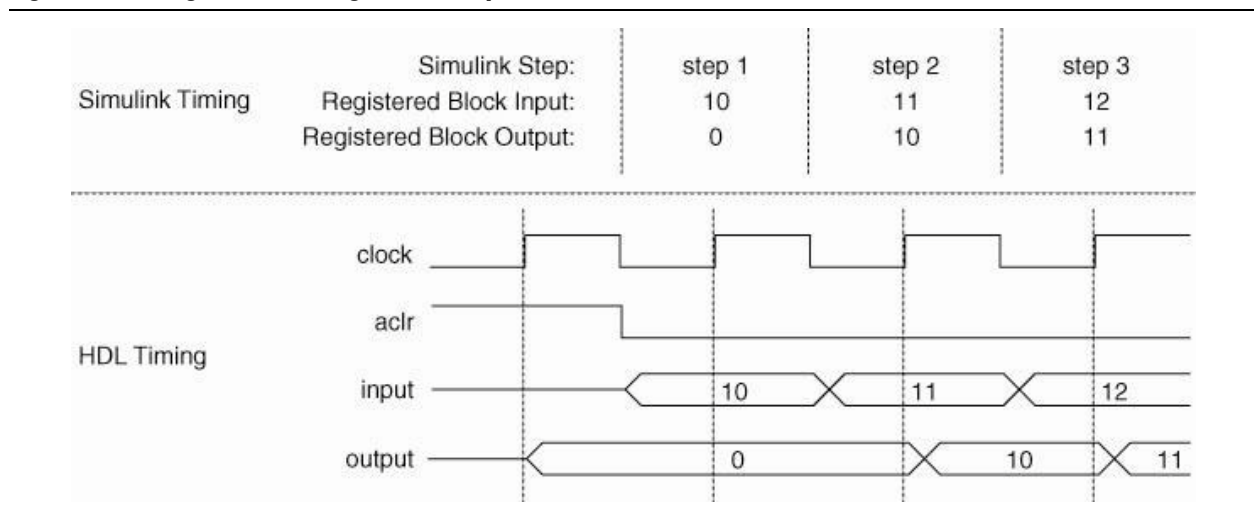 Simulink Step: step 1 step 2 step 3
Simulink Timing Registered Block Input: 10 11 12
Registered Block Output: 0 10 11
clock
aclr
HDL Timing
input 10 11 12
output 0 10 11